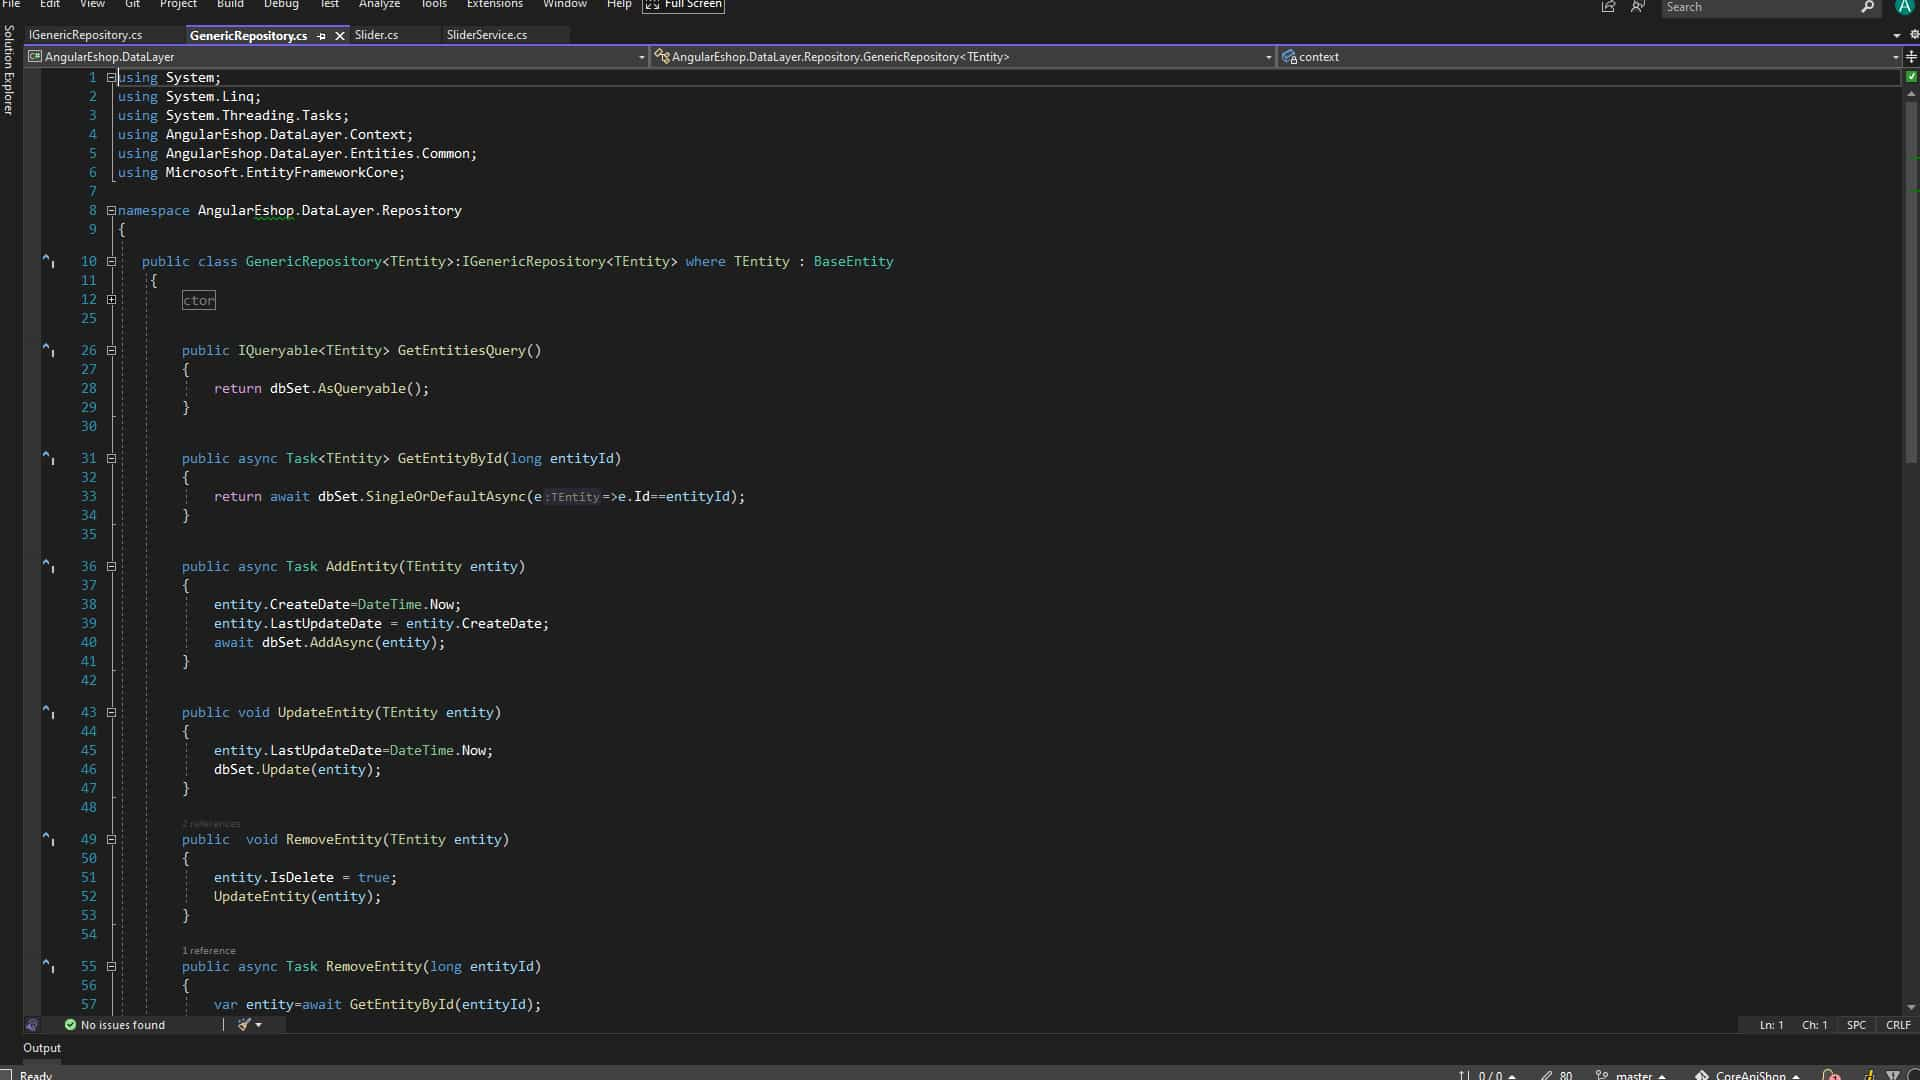 File Edit View Git Project Build Debug Test Analyze Tools Extensions Window Help Full Screen Search A
IGenericRepository.cs GenericRepository.cs Slider.cs SliderService.cs
Solution Explorer
C# AngularEshop.DataLayer AngularEshop.DataLayer.Repository.GenericRepository<TEntity> context
1 using System;
2 using System.Linq;
3 using System.Threading.Tasks;
4 using AngularEshop.DataLayer.Context;
5 using AngularEshop.DataLayer.Entities.Common;
6 using Microsoft.EntityFrameworkCore;
7
8 namespace AngularEshop.DataLayer.Repository
9 {
10 public class GenericRepository<TEntity>:IGenericRepository<TEntity> where TEntity : BaseEntity
11 {
12 ctor
25
26 public IQueryable<TEntity> GetEntitiesQuery()
27 {
28 return dbSet.AsQueryable();
29 }
30
31 public async Task<TEntity> GetEntityById(long entityId)
32 {
33 return await dbSet.SingleOrDefaultAsync(e:TEntity=>e.Id==entityId);
34 }
35
36 public async Task AddEntity(TEntity entity)
37 {
38 entity.CreateDate=DateTime.Now;
39 entity.LastUpdateDate = entity.CreateDate;
40 await dbSet.AddAsync(entity);
41 }
42
43 public void UpdateEntity(TEntity entity)
44 {
45 entity.LastUpdateDate=DateTime.Now;
46 dbSet.Update(entity);
47 }
48
2 references
49 public  void RemoveEntity(TEntity entity)
50 {
51 entity.IsDelete = true;
52 UpdateEntity(entity);
53 }
54
1 reference
55 public async Task RemoveEntity(long entityId)
56 {
57 var entity=await GetEntityById(entityId);
No issues found Ln: 1 Ch: 1 SPC CRLF
Output
Ready 0 / 0 80 master CoreApiShop